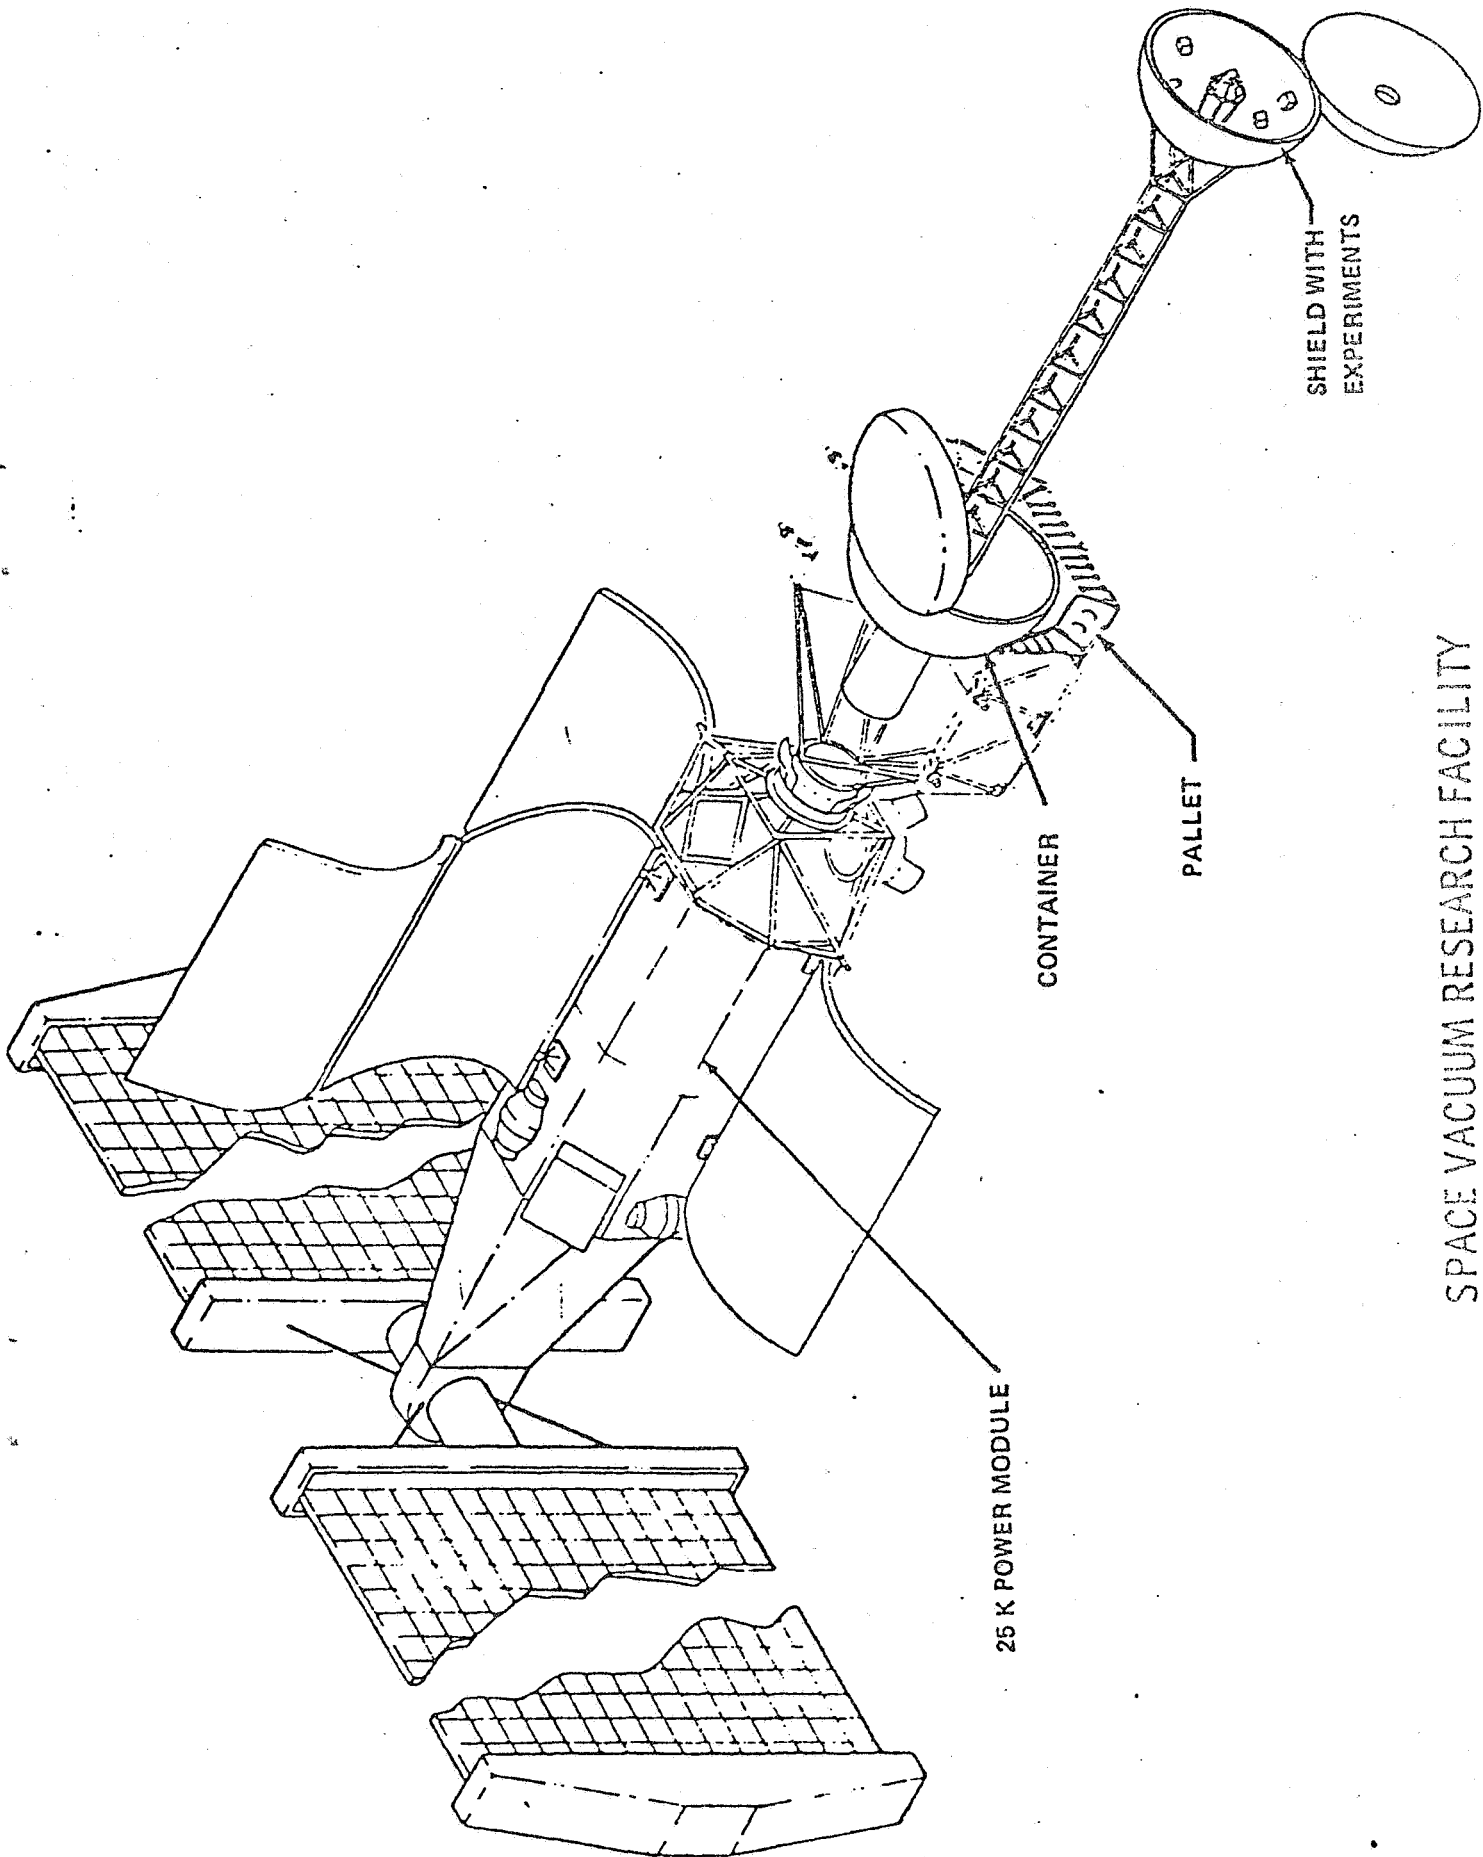 SHIELD WITH
EXPERIMENTS
CONTAINER
PALLET
25 K POWER MODULE
SPACE VACUUM RESEARCH FACILITY